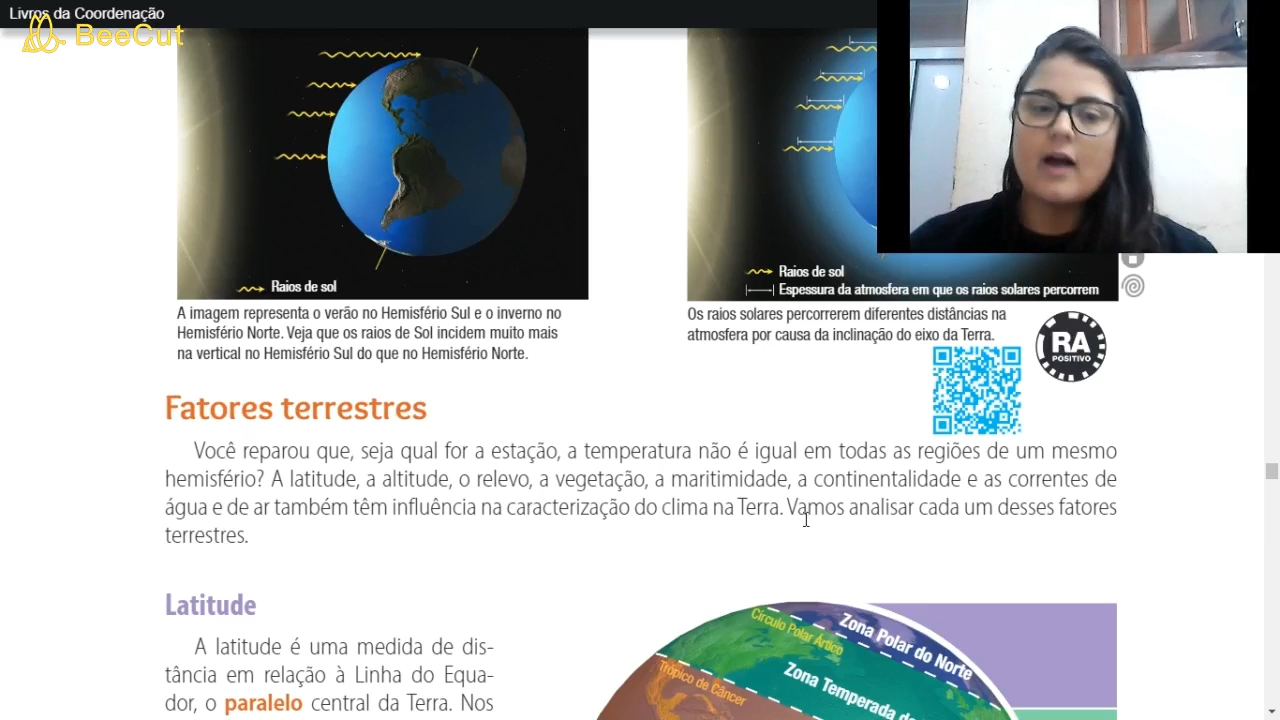 Livros da Coordenação
BeeCut
Raios de sol
A imagem representa o verão no Hemisfério Sul e o inverno no
Hemisfério Norte. Veja que os raios de Sol incidem muito mais
na vertical no Hemisfério Sul do que no Hemisfério Norte.
Raios de sol
Espessura da atmosfera em que os raios solares percorrem
Os raios solares percorrerem diferentes distâncias na
atmosfera por causa da inclinação do eixo da Terra.
RA
POSITIVO
Fatores terrestres
Você reparou que, seja qual for a estação, a temperatura não é igual em todas as regiões de um mesmo
hemisfério? A latitude, a altitude, o relevo, a vegetação, a maritimidade, a continentalidade e as correntes de
água e de ar também têm influência na caracterização do clima na Terra. Vamos analisar cada um desses fatores
terrestres.
Latitude
A latitude é uma medida de dis-
tância em relação à Linha do Equa-
dor, o paralelo central da Terra. Nos
Círculo Polar Ártico
Zona Polar do Norte
Trópico de Câncer
Zona Temperada do